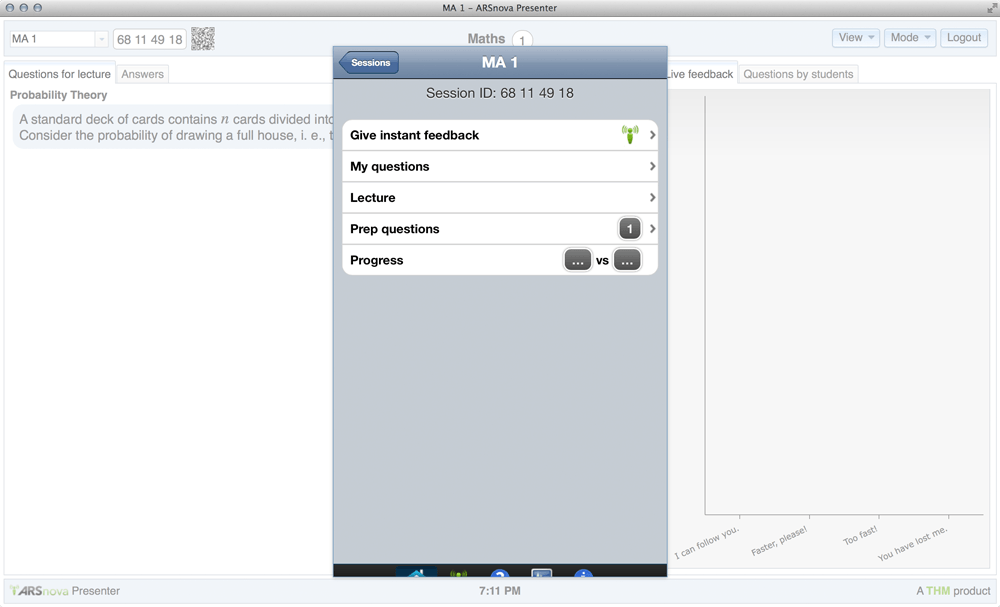 MA 1 - ARSnova Presenter
MA 1
68 11 49 18
Maths 1
View
Mode
Logout
Questions for lecture
Answers
Probability Theory
A standard deck of cards contains n cards divided
Consider the probability of drawing a full house, i. e.,
Sessions
MA 1
Session ID: 68 11 49 18
Give instant feedback
My questions
Lecture
Prep questions 1
Progress ... vs ...
Live feedback
Questions by students
I can follow you.
Faster, please!
Too fast!
You have lost me.
ARSnova Presenter
7:11 PM
A THM product